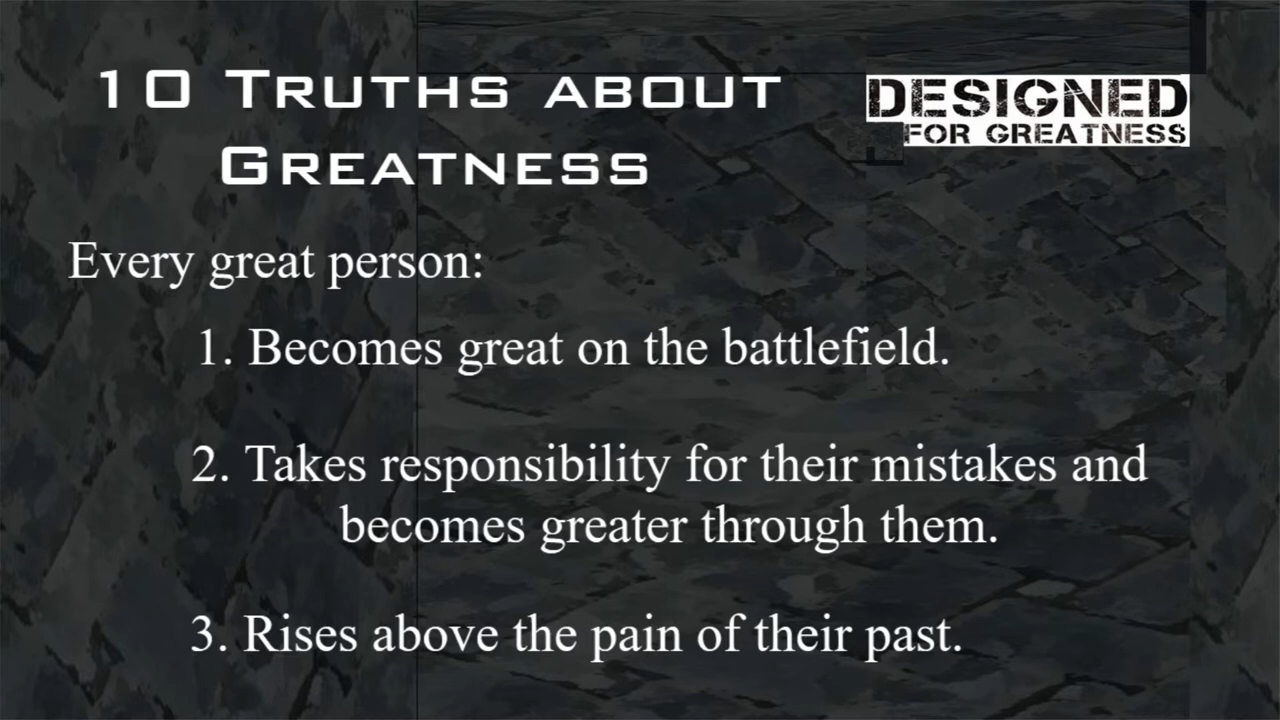 10 Truths about
Greatness
DESIGNED
FOR GREATNESS
Every great person:
1. Becomes great on the battlefield.
2. Takes responsibility for their mistakes and
becomes greater through them.
3. Rises above the pain of their past.